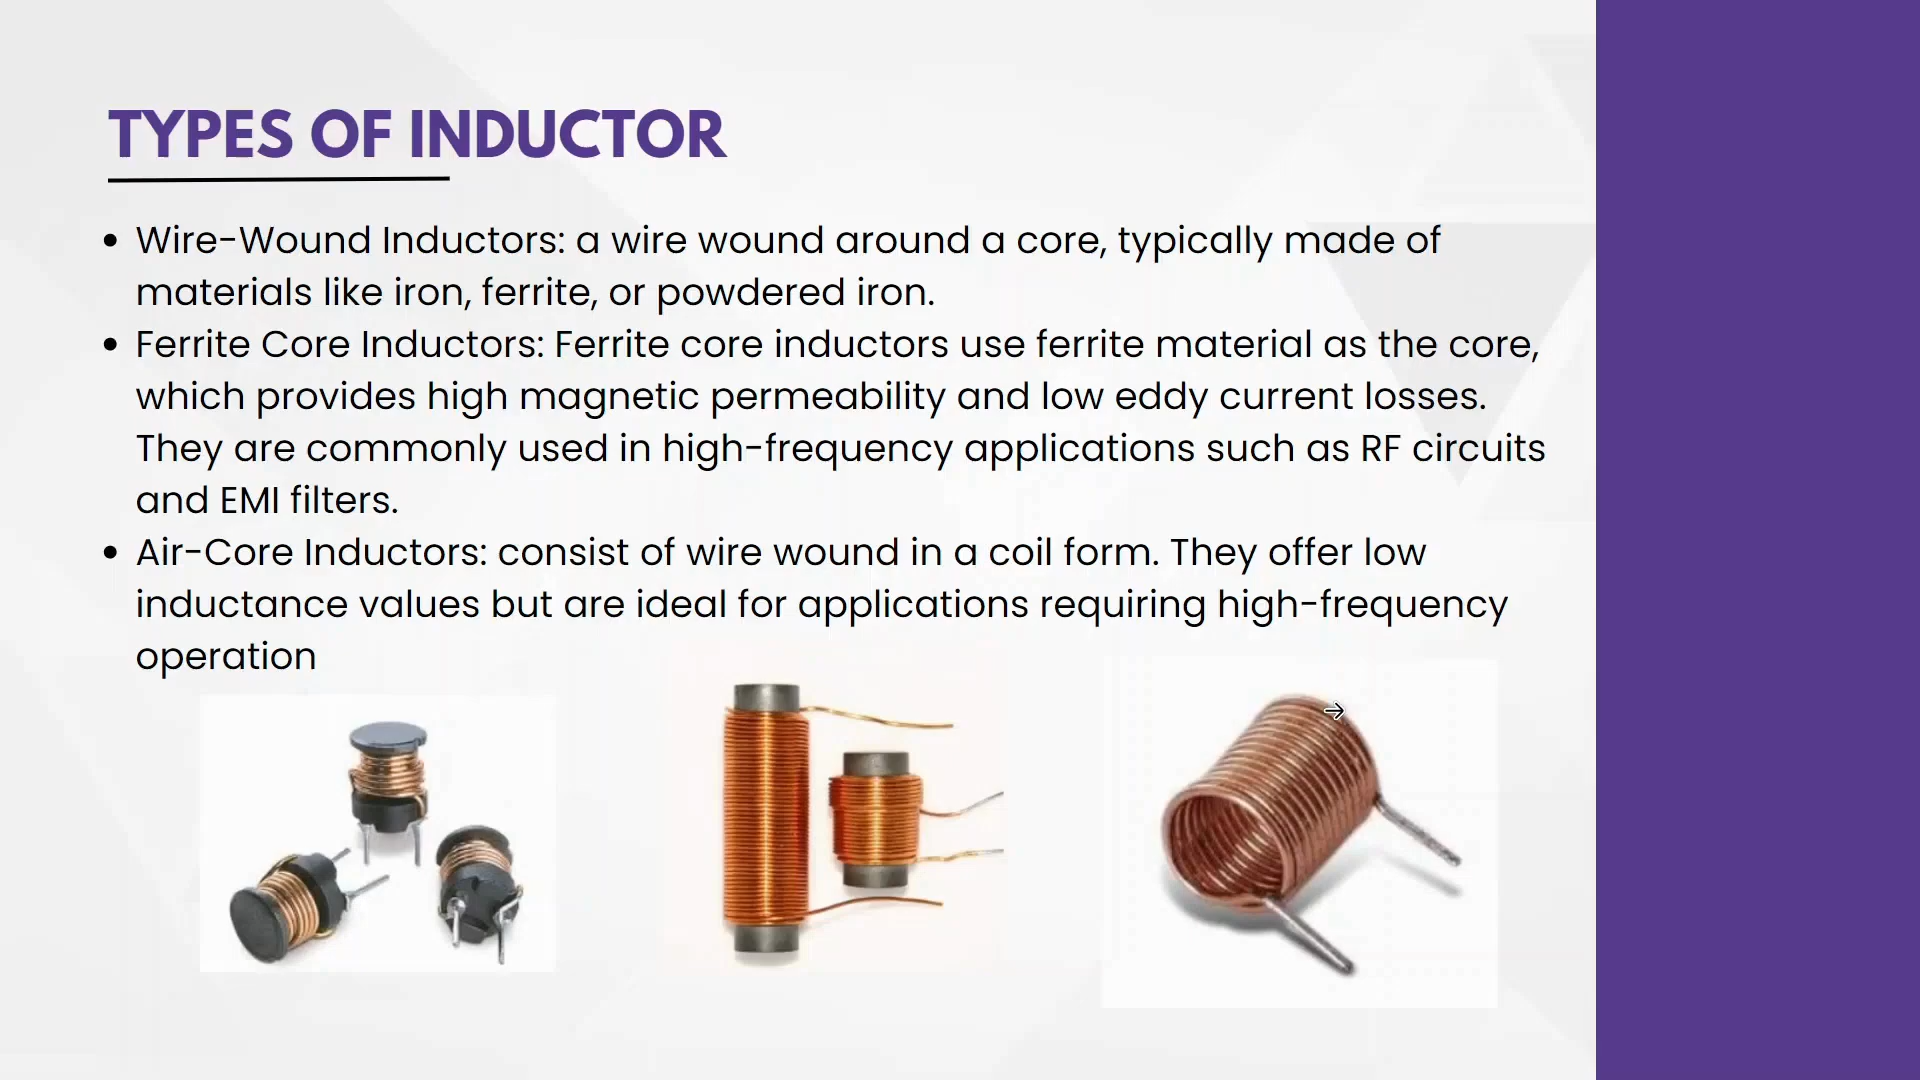 TYPES OF INDUCTOR
• Wire-Wound Inductors: a wire wound around a core, typically made of
materials like iron, ferrite, or powdered iron.
• Ferrite Core Inductors: Ferrite core inductors use ferrite material as the core,
which provides high magnetic permeability and low eddy current losses.
They are commonly used in high-frequency applications such as RF circuits
and EMI filters.
• Air-Core Inductors: consist of wire wound in a coil form. They offer low
inductance values but are ideal for applications requiring high-frequency
operation